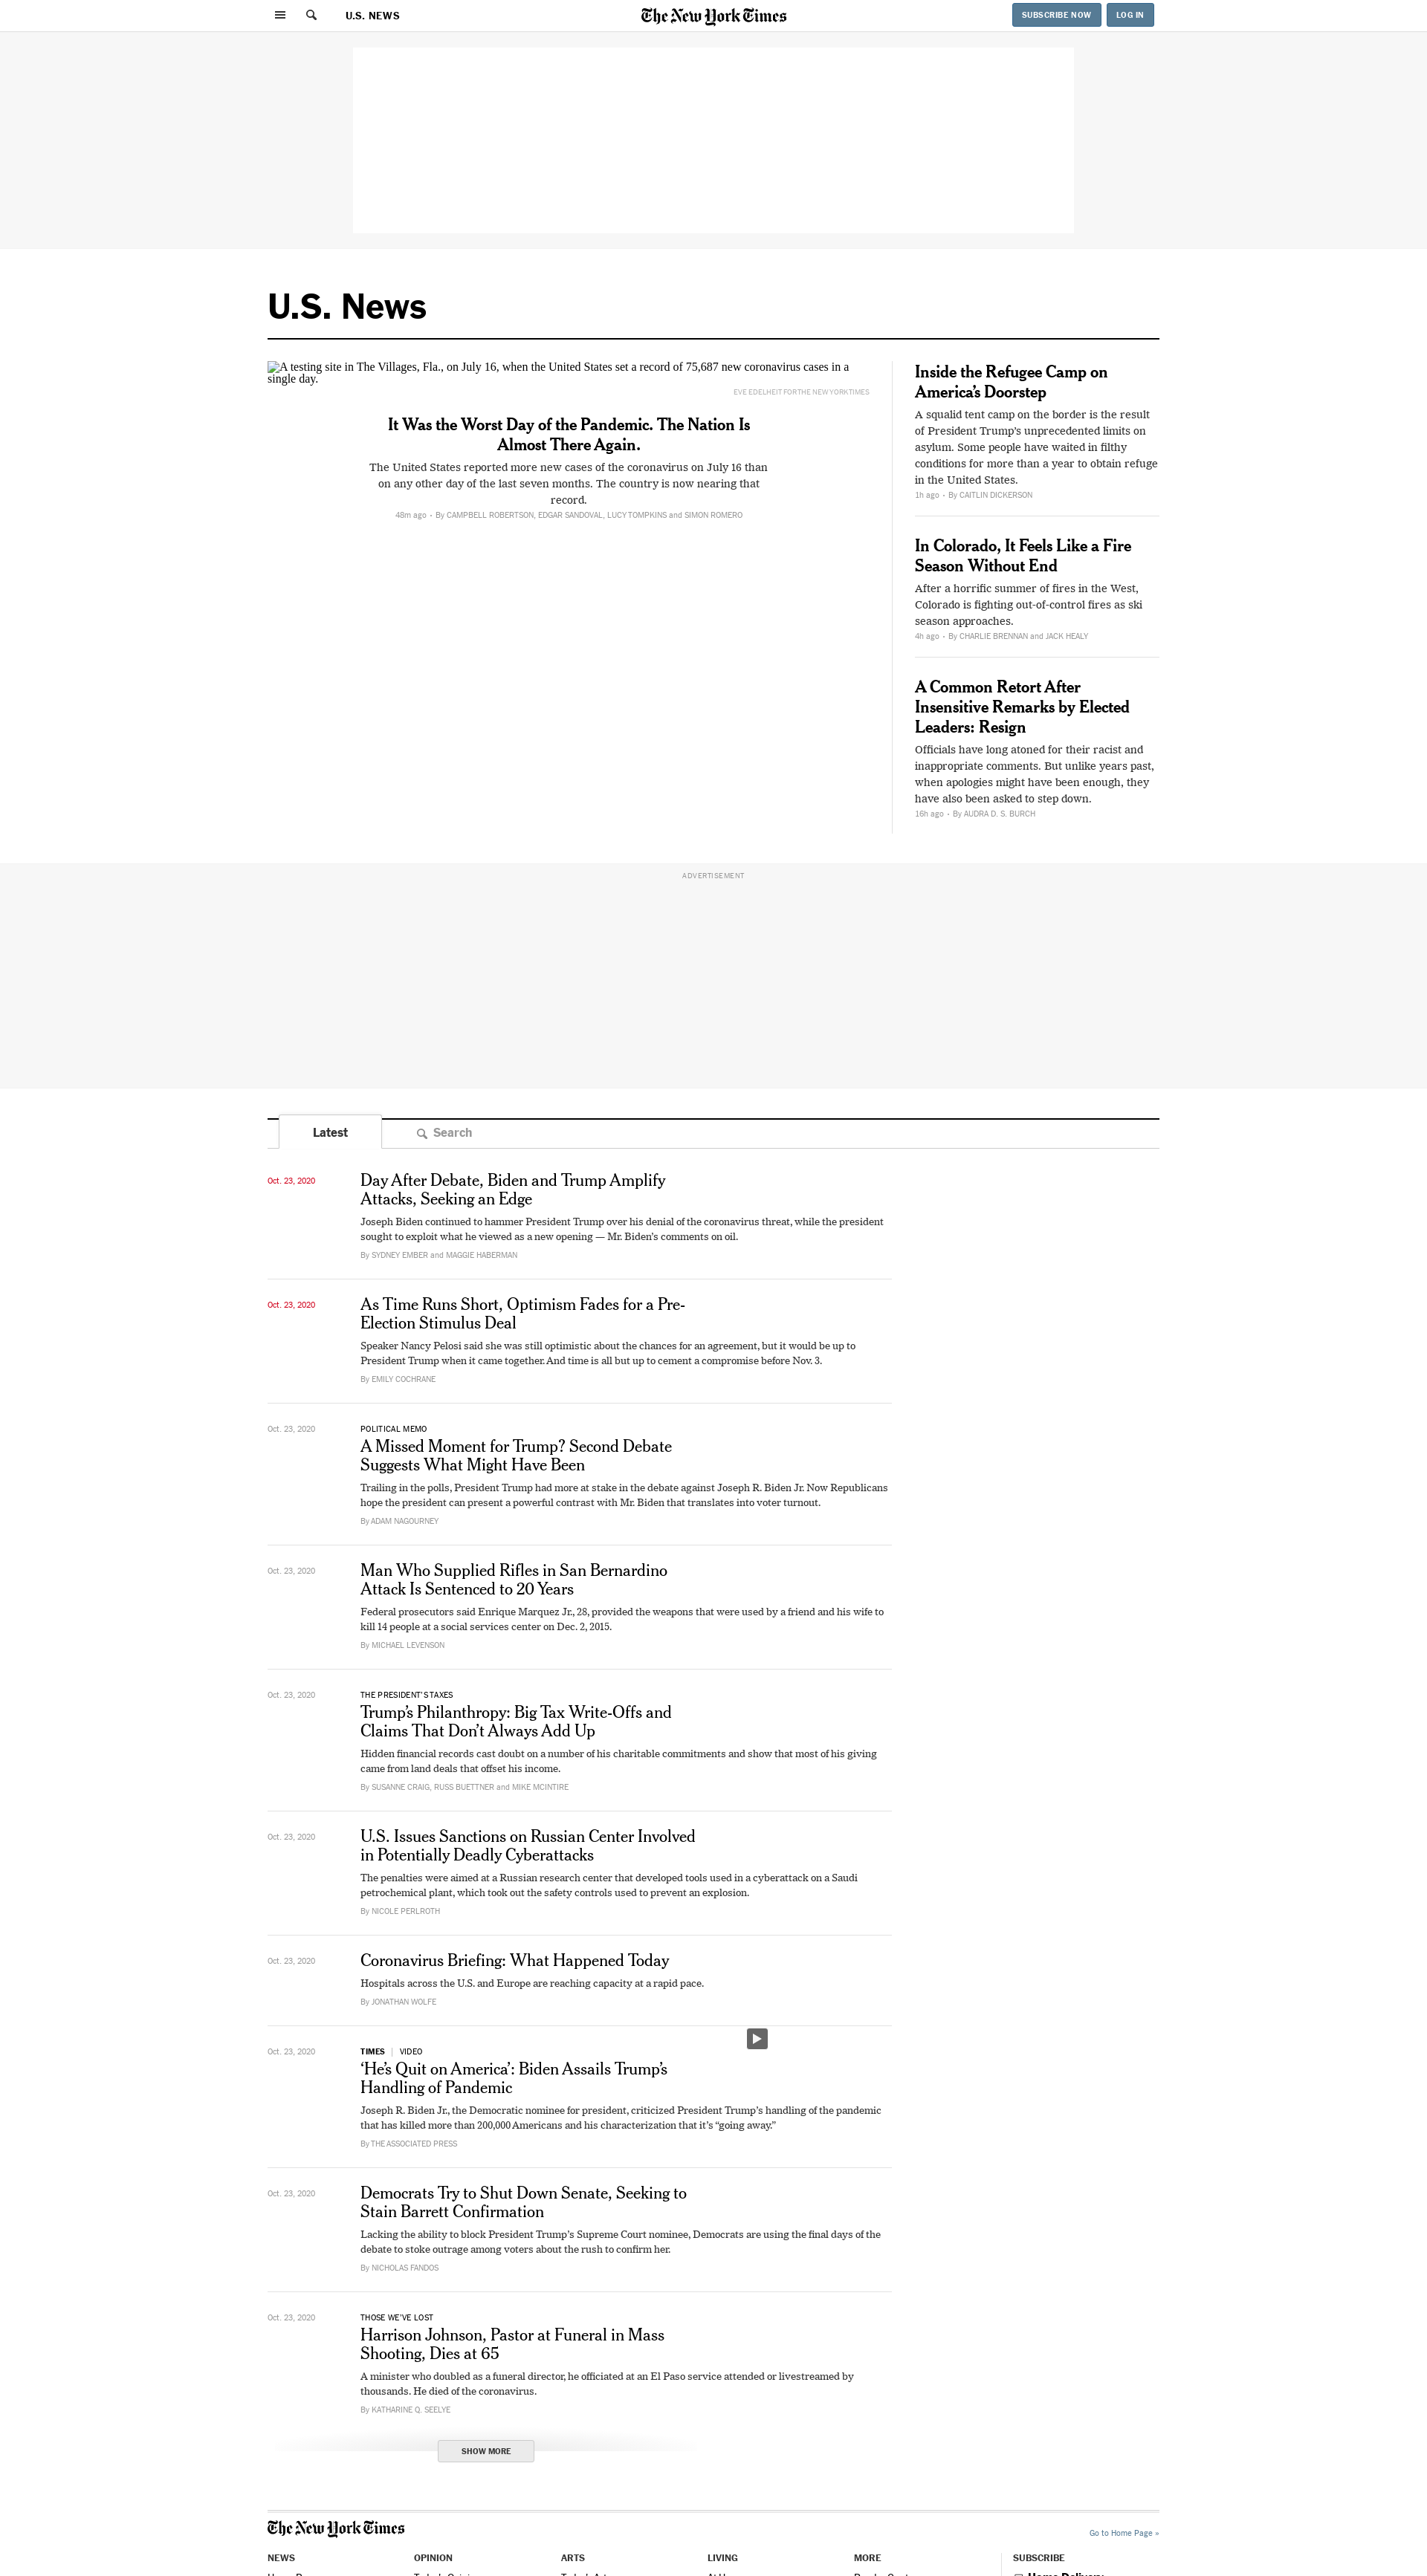 U.S. NEWS
The New York Times
SUBSCRIBE NOW
LOG IN
U.S. News
A testing site in The Villages, Fla., on July 16, when the United States set a record of 75,687 new coronavirus cases in a
single day.
EVE EDELHEIT FOR THE NEW YORK TIMES
It Was the Worst Day of the Pandemic. The Nation Is
Almost There Again.
The United States reported more new cases of the coronavirus on July 16 than
on any other day of the last seven months. The country is now nearing that
record.
48m ago • By CAMPBELL ROBERTSON, EDGAR SANDOVAL, LUCY TOMPKINS and SIMON ROMERO
Inside the Refugee Camp on
America’s Doorstep
A squalid tent camp on the border is the result
of President Trump’s unprecedented limits on
asylum. Some people have waited in filthy
conditions for more than a year to obtain refuge
in the United States.
1h ago • By CAITLIN DICKERSON
In Colorado, It Feels Like a Fire
Season Without End
After a horrific summer of fires in the West,
Colorado is fighting out-of-control fires as ski
season approaches.
4h ago • By CHARLIE BRENNAN and JACK HEALY
A Common Retort After
Insensitive Remarks by Elected
Leaders: Resign
Officials have long atoned for their racist and
inappropriate comments. But unlike years past,
when apologies might have been enough, they
have also been asked to step down.
16h ago • By AUDRA D. S. BURCH
ADVERTISEMENT
Latest
Search
Oct. 23, 2020
Day After Debate, Biden and Trump Amplify
Attacks, Seeking an Edge
Joseph Biden continued to hammer President Trump over his denial of the coronavirus threat, while the president
sought to exploit what he viewed as a new opening — Mr. Biden’s comments on oil.
By SYDNEY EMBER and MAGGIE HABERMAN
Oct. 23, 2020
As Time Runs Short, Optimism Fades for a Pre-
Election Stimulus Deal
Speaker Nancy Pelosi said she was still optimistic about the chances for an agreement, but it would be up to
President Trump when it came together. And time is all but up to cement a compromise before Nov. 3.
By EMILY COCHRANE
Oct. 23, 2020
POLITICAL MEMO
A Missed Moment for Trump? Second Debate
Suggests What Might Have Been
Trailing in the polls, President Trump had more at stake in the debate against Joseph R. Biden Jr. Now Republicans
hope the president can present a powerful contrast with Mr. Biden that translates into voter turnout.
By ADAM NAGOURNEY
Oct. 23, 2020
Man Who Supplied Rifles in San Bernardino
Attack Is Sentenced to 20 Years
Federal prosecutors said Enrique Marquez Jr., 28, provided the weapons that were used by a friend and his wife to
kill 14 people at a social services center on Dec. 2, 2015.
By MICHAEL LEVENSON
Oct. 23, 2020
THE PRESIDENT’S TAXES
Trump’s Philanthropy: Big Tax Write-Offs and
Claims That Don’t Always Add Up
Hidden financial records cast doubt on a number of his charitable commitments and show that most of his giving
came from land deals that offset his income.
By SUSANNE CRAIG, RUSS BUETTNER and MIKE MCINTIRE
Oct. 23, 2020
U.S. Issues Sanctions on Russian Center Involved
in Potentially Deadly Cyberattacks
The penalties were aimed at a Russian research center that developed tools used in a cyberattack on a Saudi
petrochemical plant, which took out the safety controls used to prevent an explosion.
By NICOLE PERLROTH
Oct. 23, 2020
Coronavirus Briefing: What Happened Today
Hospitals across the U.S. and Europe are reaching capacity at a rapid pace.
By JONATHAN WOLFE
Oct. 23, 2020
TIMES | VIDEO
‘He’s Quit on America’: Biden Assails Trump’s
Handling of Pandemic
Joseph R. Biden Jr., the Democratic nominee for president, criticized President Trump’s handling of the pandemic
that has killed more than 200,000 Americans and his characterization that it’s “going away.”
By THE ASSOCIATED PRESS
Oct. 23, 2020
Democrats Try to Shut Down Senate, Seeking to
Stain Barrett Confirmation
Lacking the ability to block President Trump’s Supreme Court nominee, Democrats are using the final days of the
debate to stoke outrage among voters about the rush to confirm her.
By NICHOLAS FANDOS
Oct. 23, 2020
THOSE WE’VE LOST
Harrison Johnson, Pastor at Funeral in Mass
Shooting, Dies at 65
A minister who doubled as a funeral director, he officiated at an El Paso service attended or livestreamed by
thousands. He died of the coronavirus.
By KATHARINE Q. SEELYE
SHOW MORE
The New York Times
Go to Home Page »
NEWS
OPINION
ARTS
LIVING
MORE
SUBSCRIBE